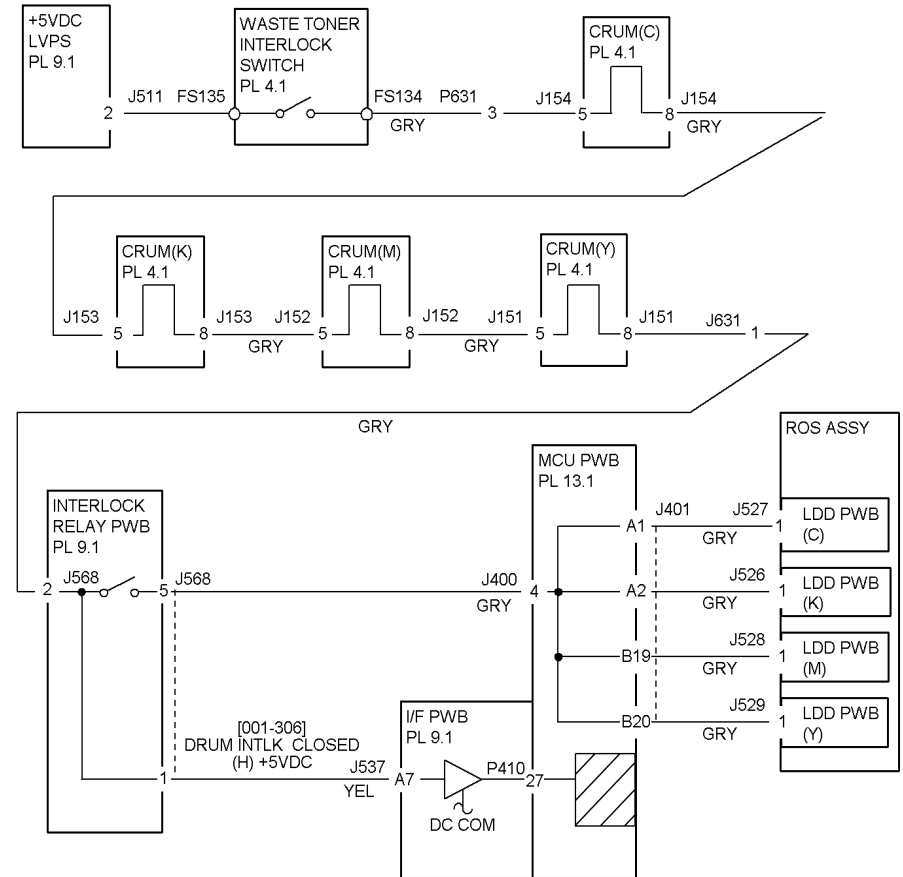 +5VDC
LVPS
PL 9.1
2
J511
FS135
WASTE TONER
INTERLOCK
SWITCH
PL 4.1
FS134
GRY
P631
3
J154
CRUM(C)
PL 4.1
5
8
J154
GRY
J153
CRUM(K)
PL 4.1
5
8
J153
GRY
J152
CRUM(M)
PL 4.1
5
8
J152
GRY
J151
CRUM(Y)
PL 4.1
5
8
J151
J631
1
GRY
INTERLOCK
RELAY PWB
PL 9.1
2
J568
5
J568
1
J400
GRY
MCU PWB
PL 13.1
4
A1
J401
A2
B19
B20
ROS ASSY
J527
GRY
1
LDD PWB
(C)
J526
GRY
1
LDD PWB
(K)
J528
GRY
1
LDD PWB
(M)
J529
GRY
1
LDD PWB
(Y)
[001-306]
DRUM INTLK CLOSED
(H) +5VDC
J537
YEL
I/F PWB
PL 9.1
A7
P410
27
DC COM